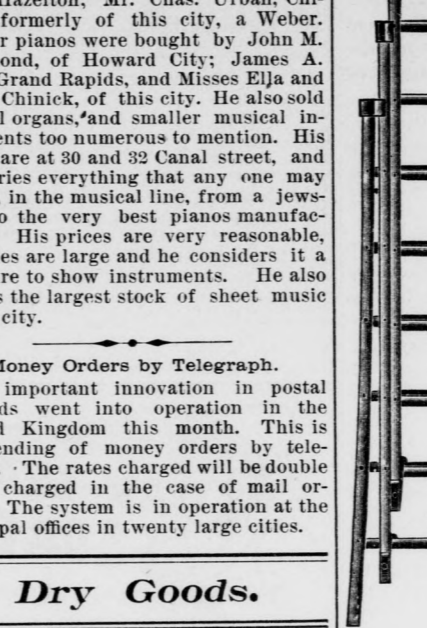 Hazelton, Mr. Chas. Urban, Chi-
formerly of this city, a Weber.
r pianos were bought by John M.
ond, of Howard City; James A.
Grand Rapids, and Misses Elja and
Chinick, of this city. He also sold
l organs, and smaller musical in-
ents too numerous to mention. His
are at 30 and 32 Canal street, and
ries everything that any one may
in the musical line, from a jews-
o the very best pianos manufac-
His prices are very reasonable,
es are large and he considers it a
re to show instruments. He also
s the largest stock of sheet music
city.
Money Orders by Telegraph.
important innovation in postal
ds went into operation in the
d Kingdom this month. This is
ending of money orders by tele-
. The rates charged will be double
charged in the case of mail or-
The system is in operation at the
pal offices in twenty large cities.
Dry Goods.